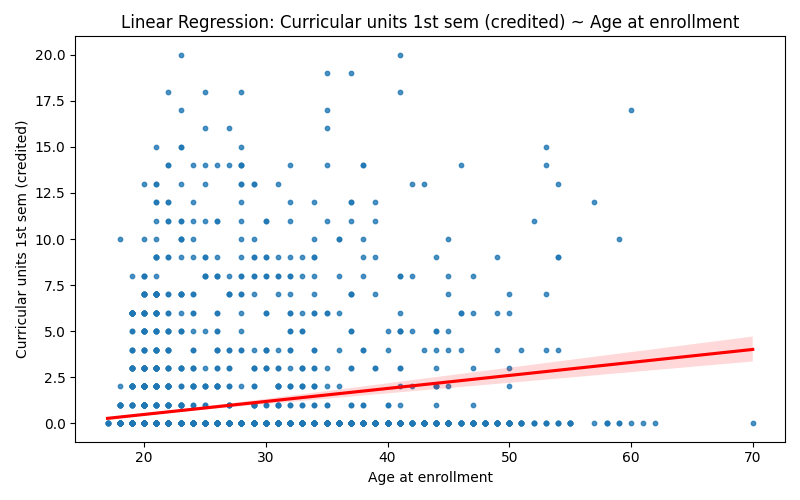 Linear Regression: Curricular units 1st sem (credited) ~ Age at enrollment
Curricular units 1st sem (credited)
20.0
17.5
15.0
12.5
10.0
7.5
5.0
2.5
0.0
20 30 40 50 60 70
Age at enrollment